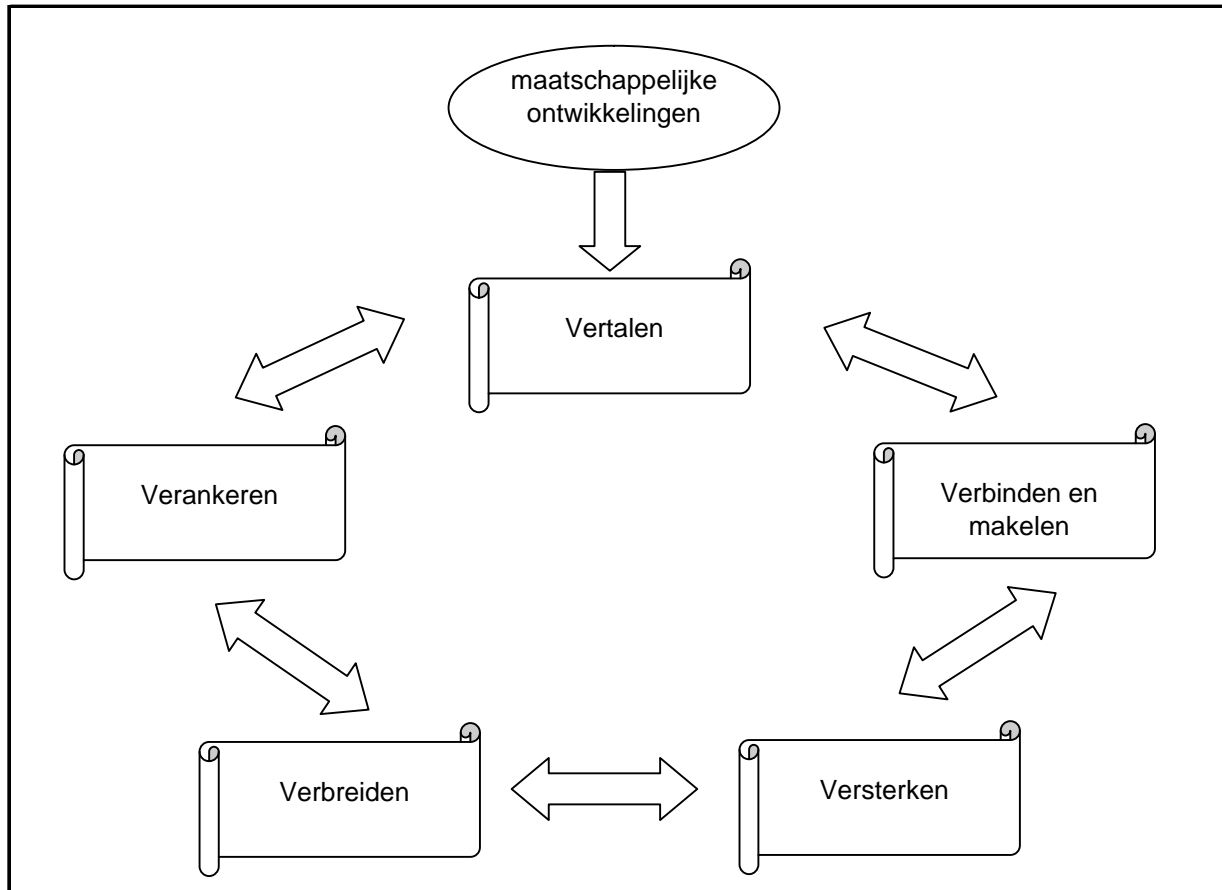 maatschappelijke
ontwikkelingen
Vertalen
Verankeren
Verbinden en
makelen
Verbreiden
Versterken